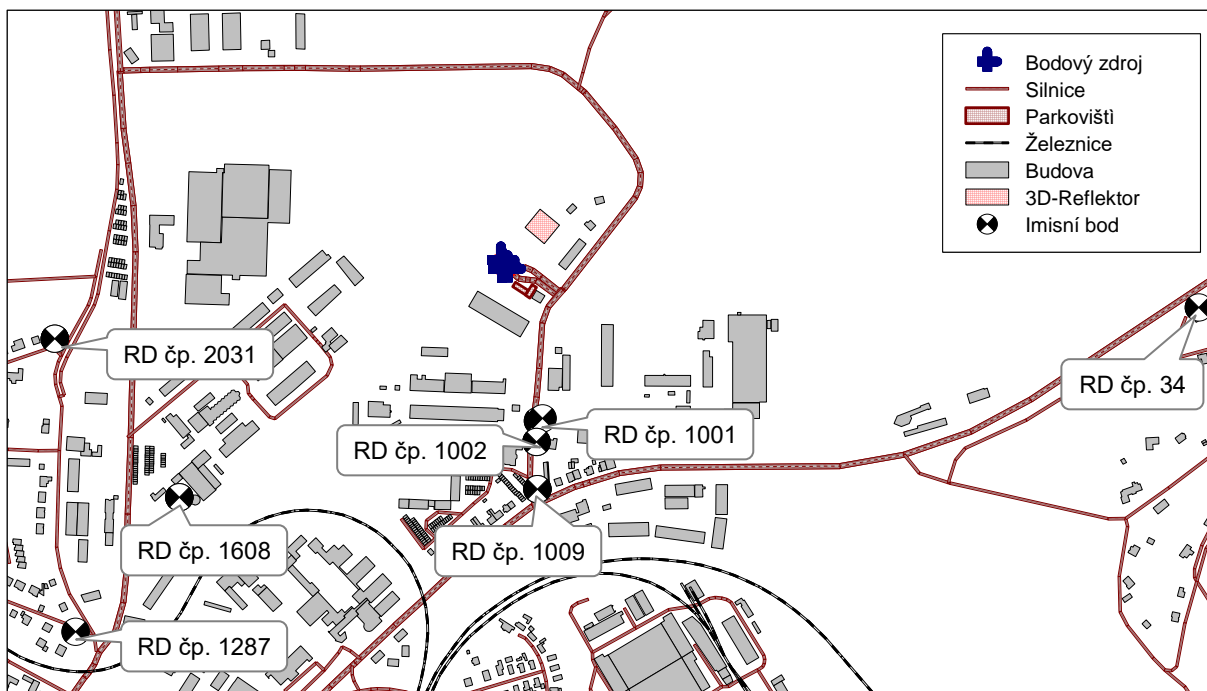 Bodový zdroj
Silnice
Parkovištì
Železnice
Budova
3D-Reflektor
Imisní bod
RD čp. 2031
RD čp. 34
RD čp. 1001
RD čp. 1002
RD čp. 1608
RD čp. 1009
RD čp. 1287